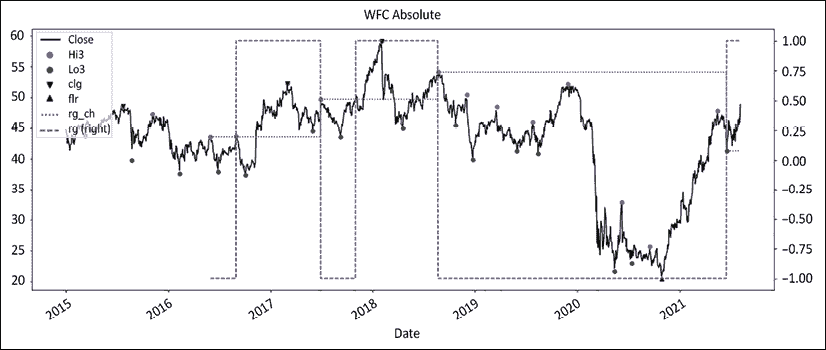 WFC Absolute
Close
Hi3
Lo3
clg
flr
rg_ch
rg (right)
60
55
50
45
40
35
30
25
20
1.00
0.75
0.50
0.25
0.00
−0.25
−0.50
−0.75
−1.00
2015
2016
2017
2018
2019
2020
2021
Date